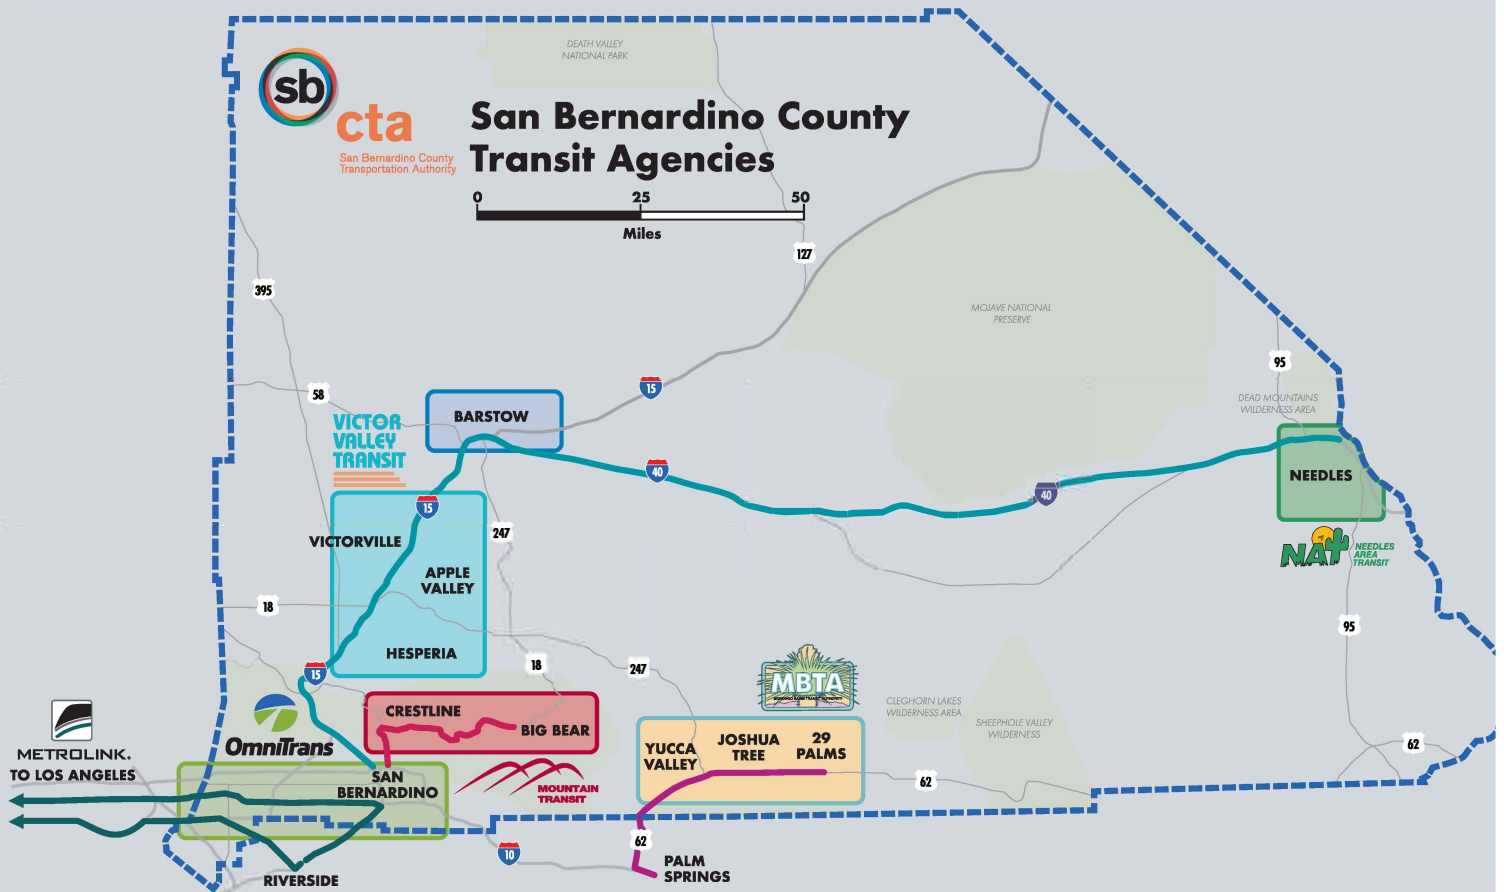 DEATH VALLEY
NATIONAL PARK
sb
cta
San Bernardino County
Transportation Authority
San Bernardino County
Transit Agencies
0 25 50
Miles
127
395
MOJAVE NATIONAL
PRESERVE
95
58
15
DEAD MOUNTAINS
WILDERNESS AREA
VICTOR
VALLEY
TRANSIT
BARSTOW
40
40
NEEDLES
15
247
VICTORVILLE
NAT
NEEDLES
AREA
TRANSIT
APPLE
VALLEY
18
95
HESPERIA
18
247
15
MBTA
CLEGHORN LAKES
WILDERNESS AREA
SHEEPHOLE VALLEY
WILDERNESS
CRESTLINE
BIG BEAR
OmniTrans
METROLINK.
TO LOS ANGELES
YUCCA
VALLEY
JOSHUA
TREE
29
PALMS
62
62
SAN
BERNARDINO
MOUNTAIN
TRANSIT
62
10
PALM
SPRINGS
RIVERSIDE